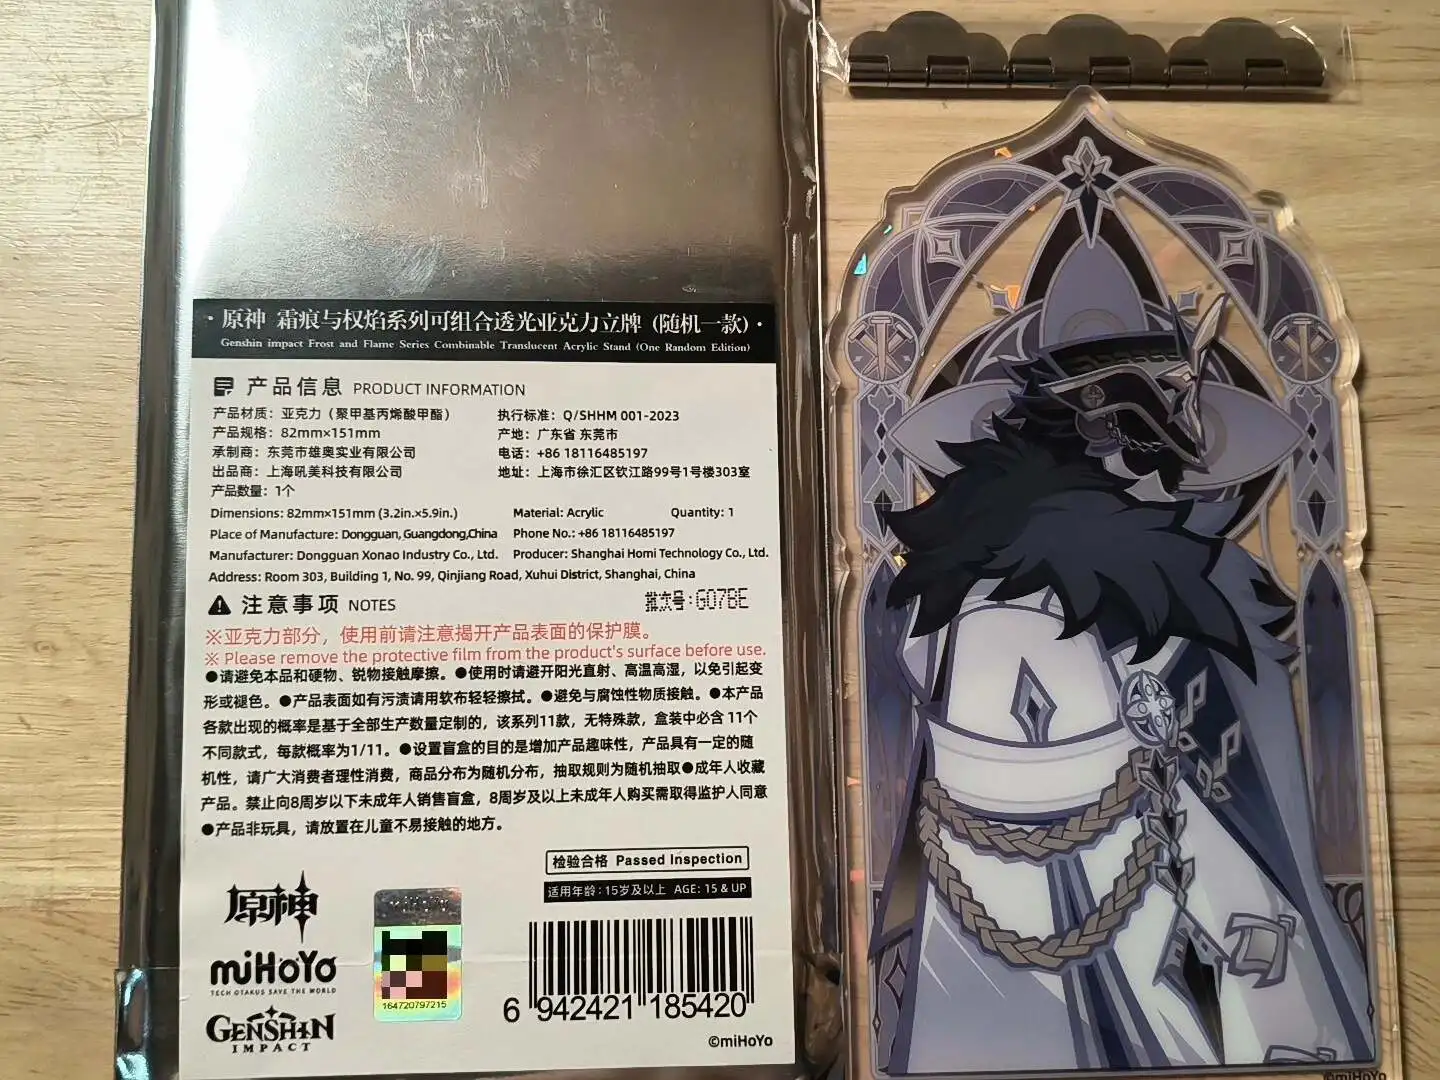 · 原神 霜痕与权焰系列可组合透光亚克力立牌 (随机一款) ·
Genshin impact Frost and Flame Series Combinable Translucent Acrylic Stand (One Random Edition)
产品信息 PRODUCT INFORMATION
产品材质：亚克力（聚甲基丙烯酸甲酯） 执行标准：Q/SHHM 001-2023
产品规格：82mm×151mm 产地：广东省 东莞市
承制商：东莞市雄奥实业有限公司 电话：+86 18116485197
出品商：上海吼美科技有限公司 地址：上海市徐汇区钦江路99号1号楼303室
产品数量：1个
Dimensions: 82mm×151mm (3.2in.×5.9in.) Material: Acrylic Quantity: 1
Place of Manufacture: Dongguan, Guangdong,China Phone No.: +86 18116485197
Manufacturer: Dongguan Xonao Industry Co., Ltd. Producer: Shanghai Homi Technology Co., Ltd.
Address: Room 303, Building 1, No. 99, Qinjiang Road, Xuhui District, Shanghai, China
注意事项 NOTES 批次号:G07BE
※亚克力部分，使用前请注意揭开产品表面的保护膜。
※ Please remove the protective film from the product's surface before use.
●请避免本品和硬物、锐物接触摩擦。●使用时请避开阳光直射、高温高湿，以免引起变
形或褪色。●产品表面如有污渍请用软布轻轻擦拭。●避免与腐蚀性物质接触。●本产品
各款出现的概率是基于全部生产数量定制的，该系列11款，无特殊款，盒装中必含 11个
不同款式，每款概率为1/11。●设置盲盒的目的是增加产品趣味性，产品具有一定的随
机性，请广大消费者理性消费，商品分布为随机分布，抽取规则为随机抽取●成年人收藏
产品。禁止向8周岁以下未成年人销售盲盒，8周岁及以上未成年人购买需取得监护人同意
●产品非玩具，请放置在儿童不易接触的地方。
检验合格 Passed Inspection
适用年龄：15岁及以上 AGE: 15 & UP
原神
miHoYo
TECH OTAKUS SAVE THE WORLD
GENSHIN
IMPACT
164720797215
6 942421 185420
©miHoYo
©miHoYo